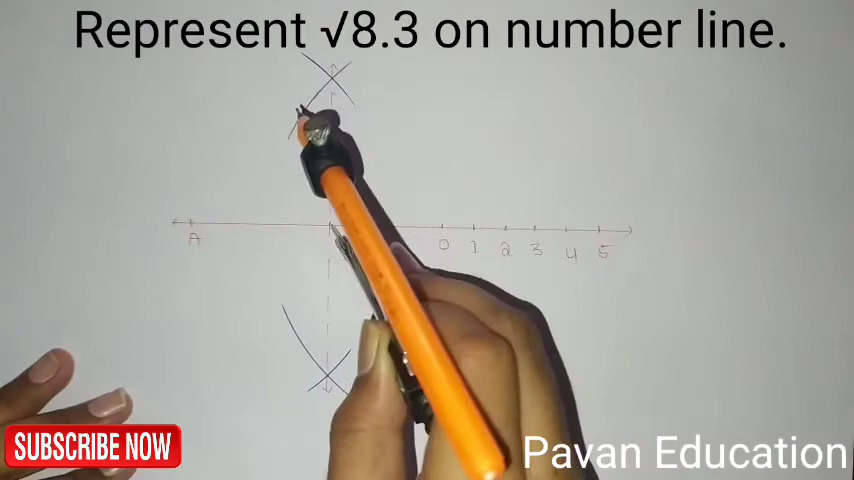 Represent √8.3 on number line.
A 0 1 2 3 4 5
SUBSCRIBE NOW
Pavan Education